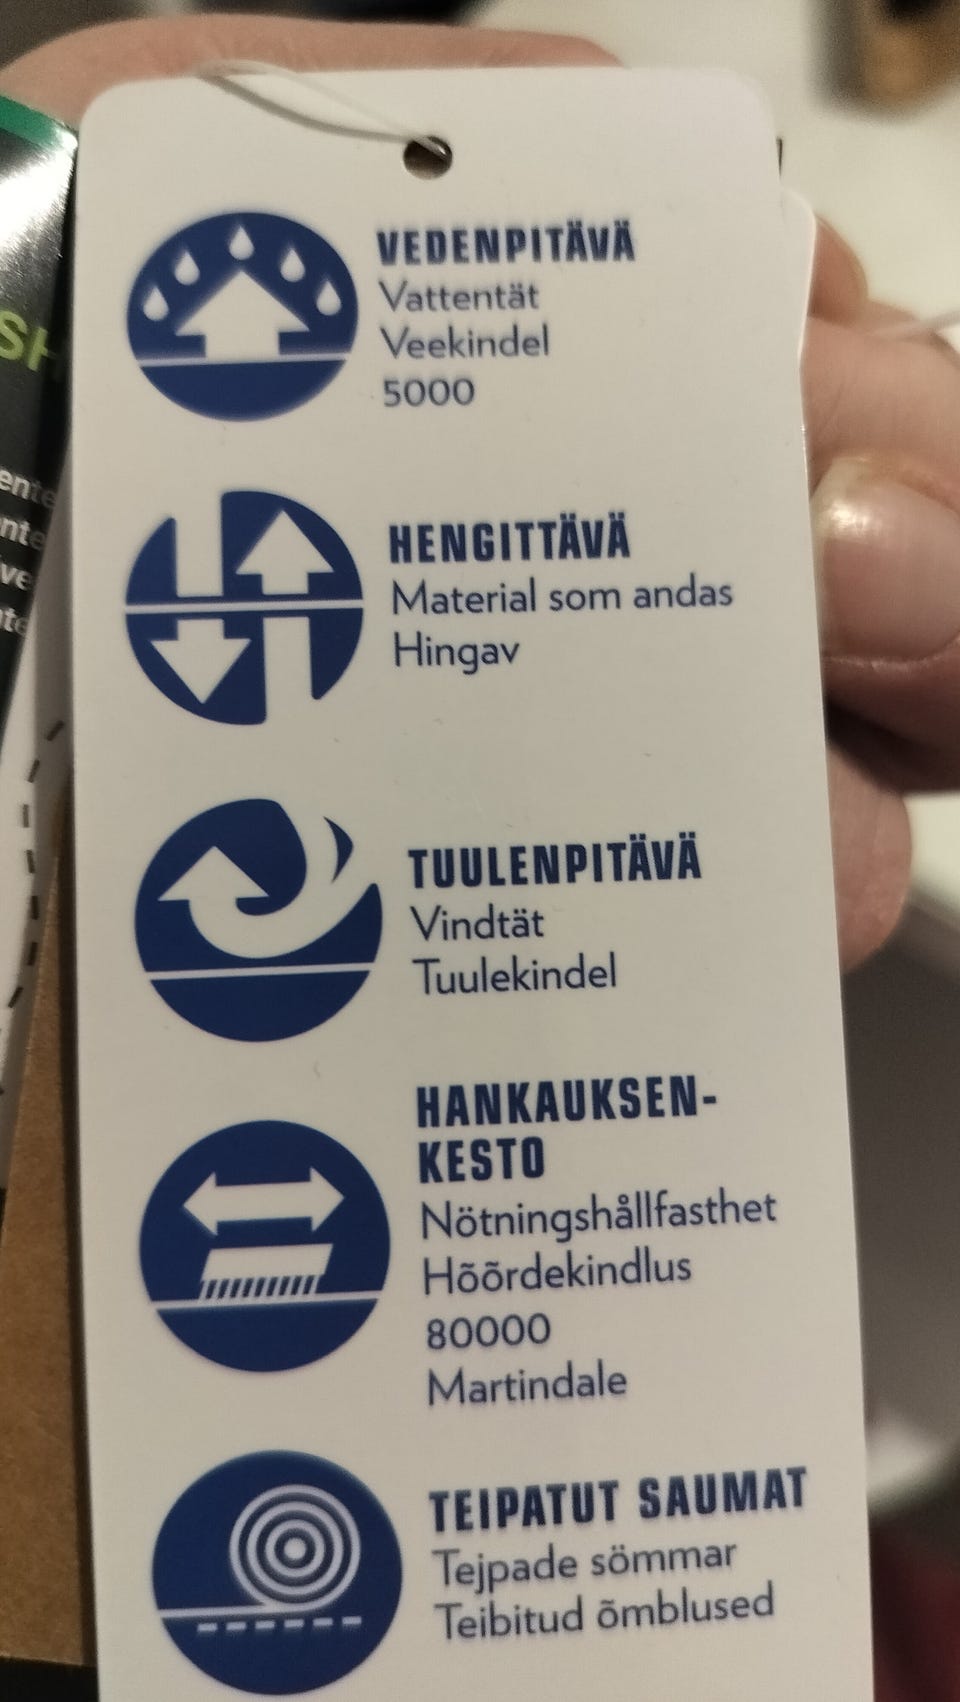 VEDENPITÄVÄ
Vattentät
Veekindel
5000
HENGITTÄVÄ
Material som andas
Hingav
TUULENPITÄVÄ
Vindtät
Tuulekindel
HANKAUKSEN-
KESTO
Nötningshållfasthet
Hõõrdekindlus
80000
Martindale
TEIPATUT SAUMAT
Tejpade sömmar
Teibitud õmblused